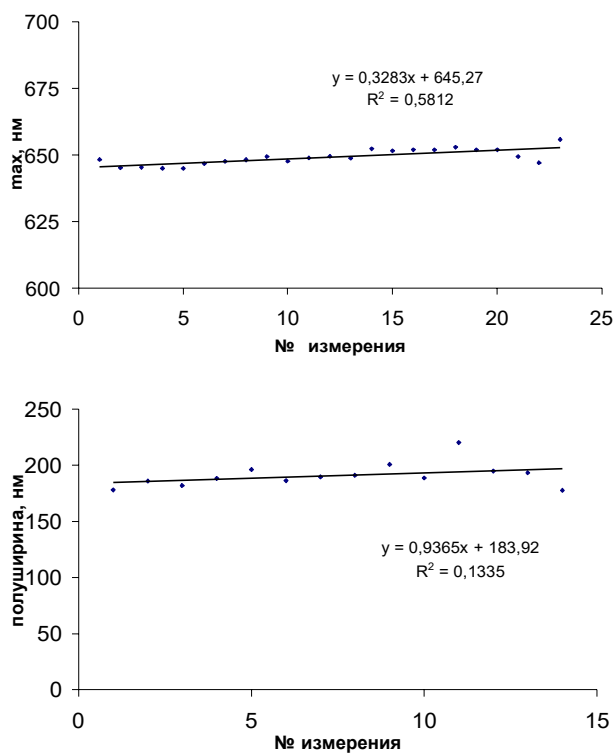 700
675
650
625
600
max, нм
y = 0,3283x + 645,27
R² = 0,5812
0 5 10 15 20 25
№ измерения
250
200
150
100
50
0
полуширина, нм
y = 0,9365x + 183,92
R² = 0,1335
0 5 10 15
№ измерения